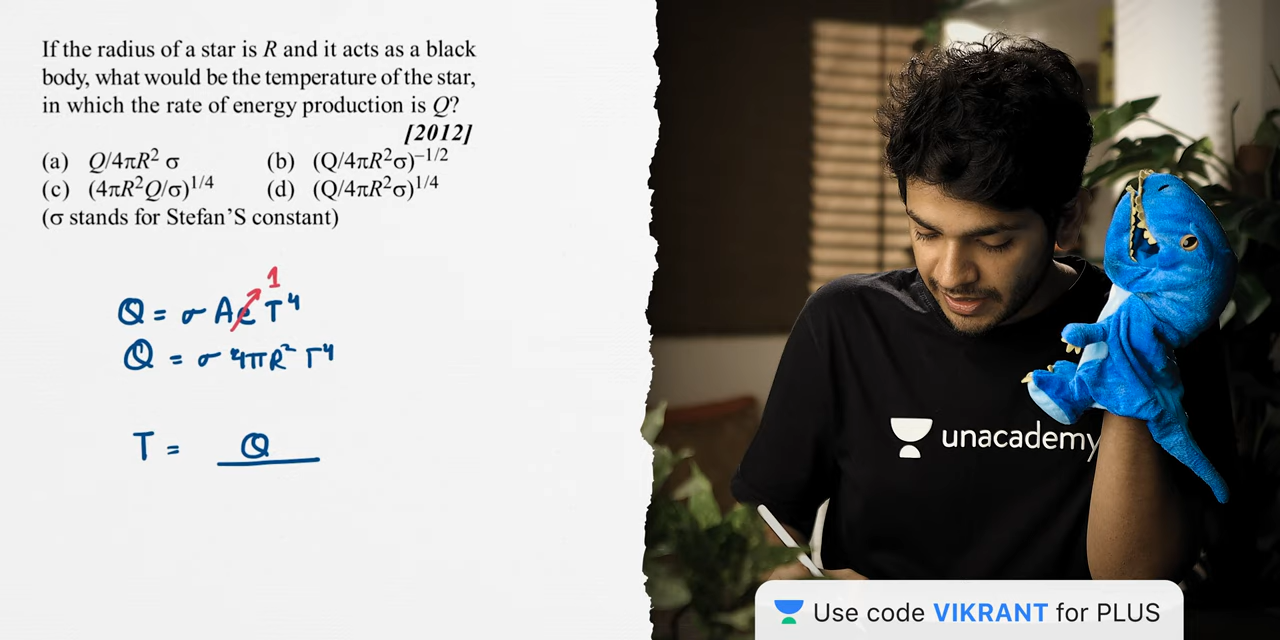 If the radius of a star is R and it acts as a black
body, what would be the temperature of the star,
in which the rate of energy production is Q?
[2012]
(a) Q/4πR² σ (b) (Q/4πR²σ)⁻¹/²
(c) (4πR²Q/σ)¹/⁴ (d) (Q/4πR²σ)¹/⁴
(σ stands for Stefan'S constant)
1
Q = σ A e T⁴
Q = σ 4πR² T⁴
T = Q
unacademy
Use code VIKRANT for PLUS